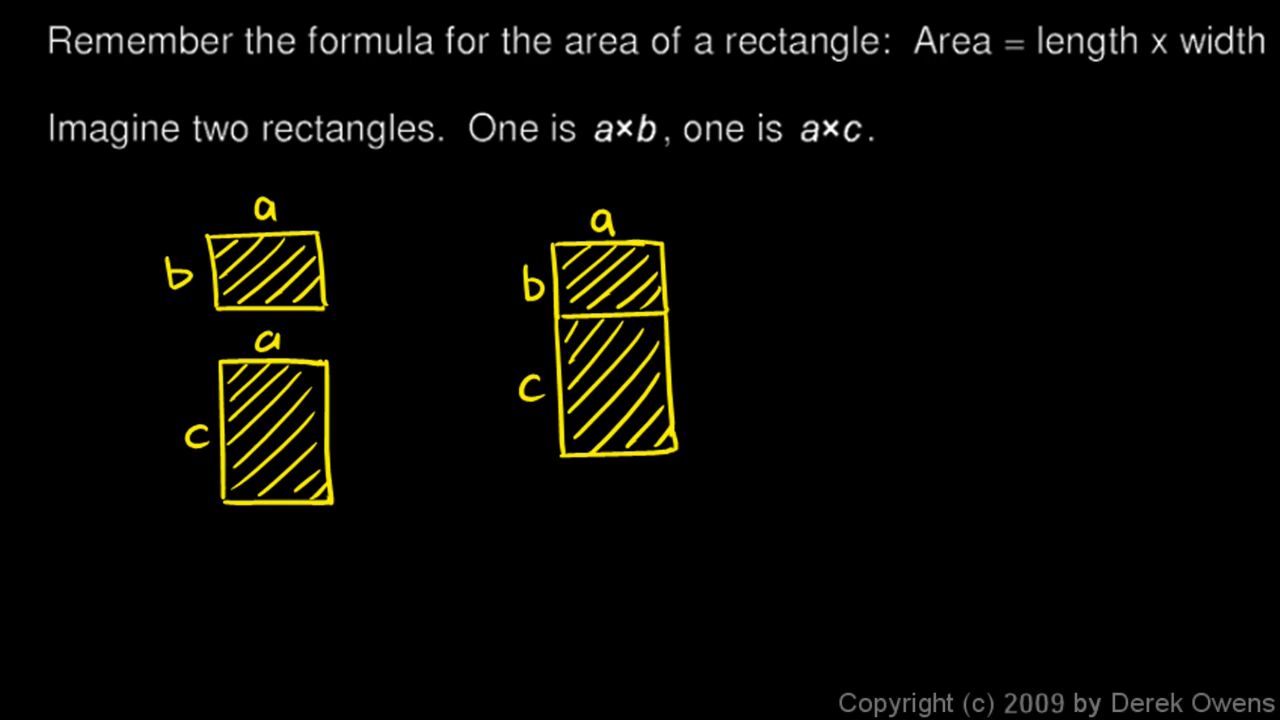 Remember the formula for the area of a rectangle: Area = length x width
Imagine two rectangles. One is a×b, one is a×c.
a
b
a
c
a
b
c
Copyright (c) 2009 by Derek Owens